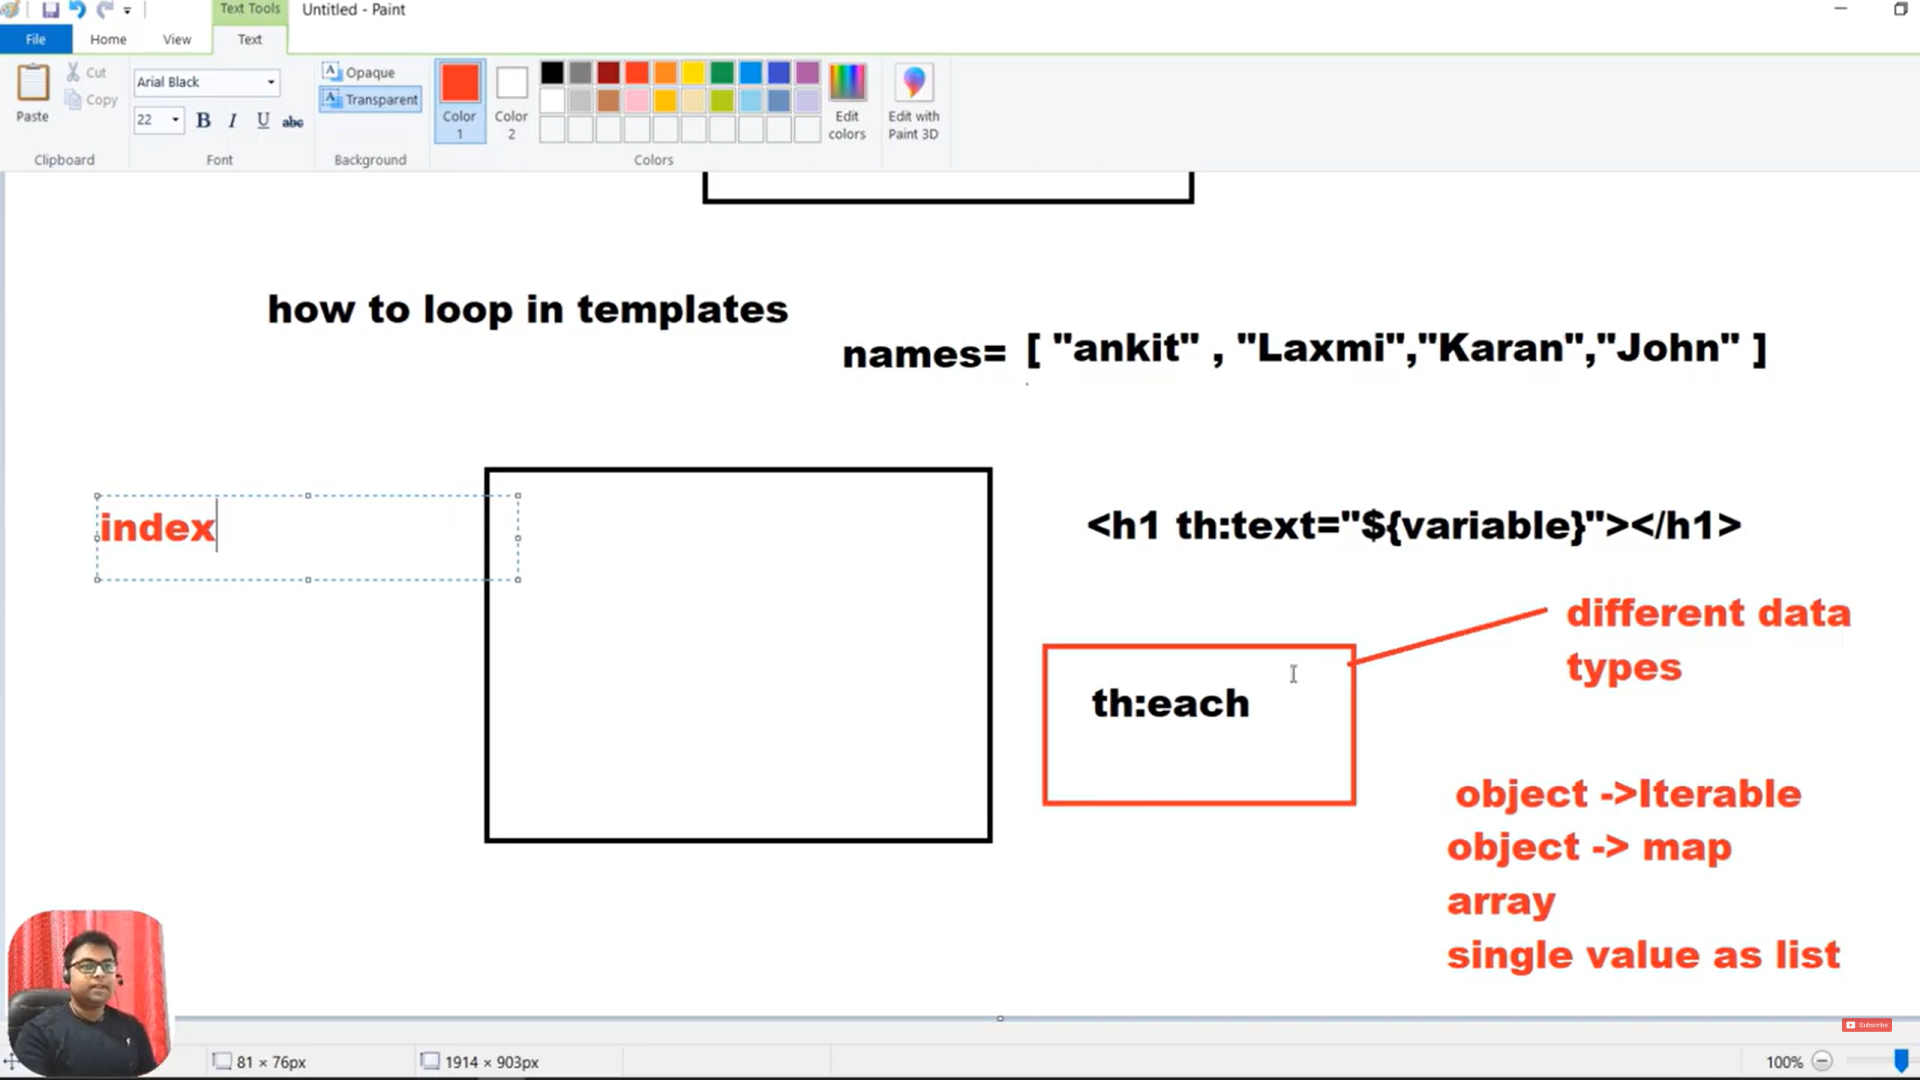 Text Tools
Untitled - Paint
File
Home
View
Text
Paste
Cut
Copy
Clipboard
Arial Black
22
B
I
U
abc
Font
Opaque
Transparent
Background
Color
1
Color
2
Edit
colors
Colors
Edit with
Paint 3D
how to loop in templates
names= [ "ankit" , "Laxmi","Karan","John" ]
index
<h1 th:text="${variable}"></h1>
different data
types
th:each
object ->Iterable
object -> map
array
single value as list
Subscribe
81 × 76px
1914 × 903px
100%